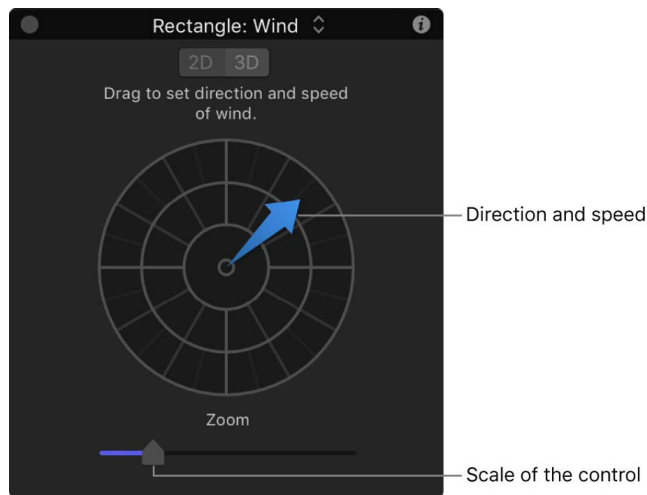 Rectangle: Wind
2D 3D
Drag to set direction and speed
of wind.
Direction and speed
Zoom
Scale of the control